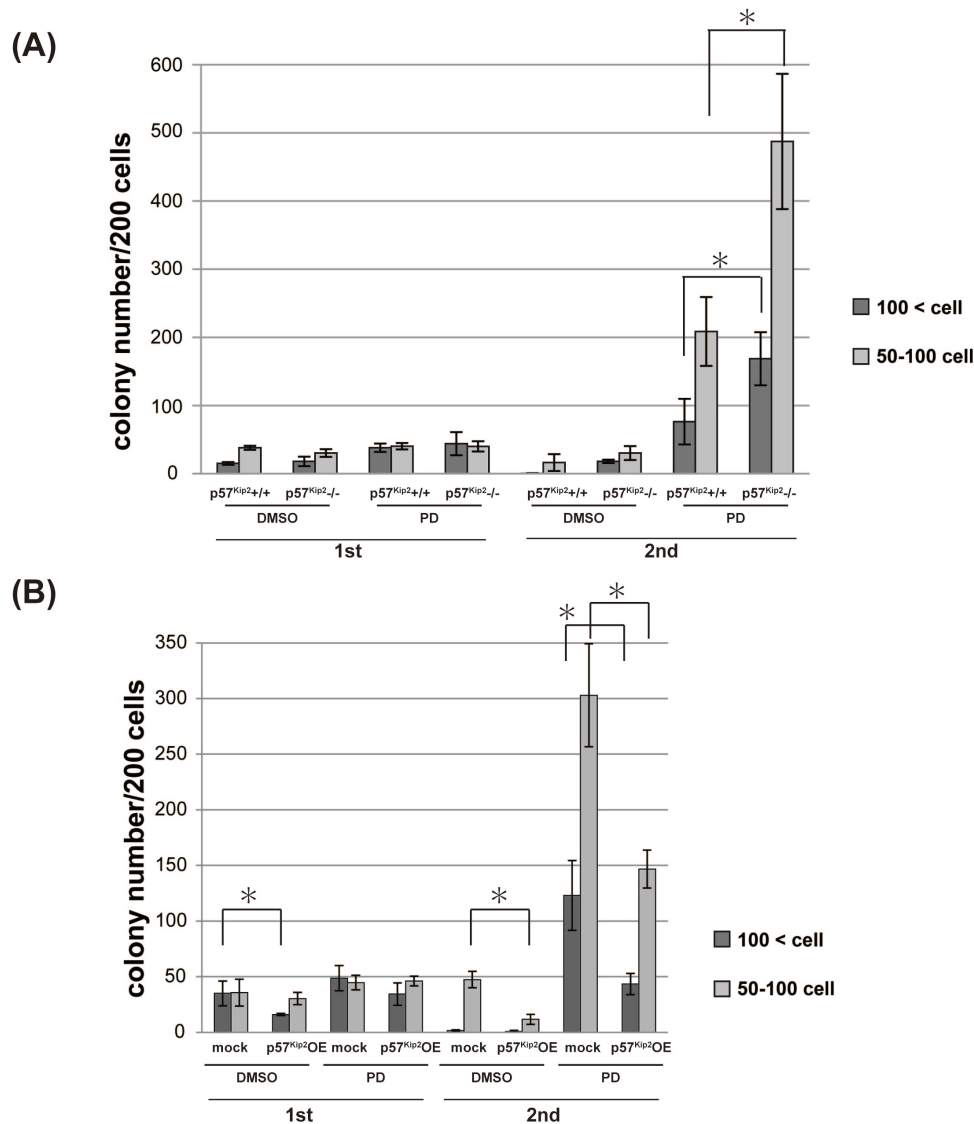 (A)
*
600
500
400
300
200
100
0
colony number/200 cells
*
100 < cell
50-100 cell
p57Kip2+/+ p57Kip2-/- p57Kip2+/+ p57Kip2-/- p57Kip2+/+ p57Kip2-/- p57Kip2+/+ p57Kip2-/-
DMSO PD DMSO PD
1st 2nd
(B)
* *
350
300
250
200
150
100
50
0
colony number/200 cells
* *
100 < cell
50-100 cell
mock p57Kip2OE mock p57Kip2OE mock p57Kip2OE mock p57Kip2OE
DMSO PD DMSO PD
1st 2nd